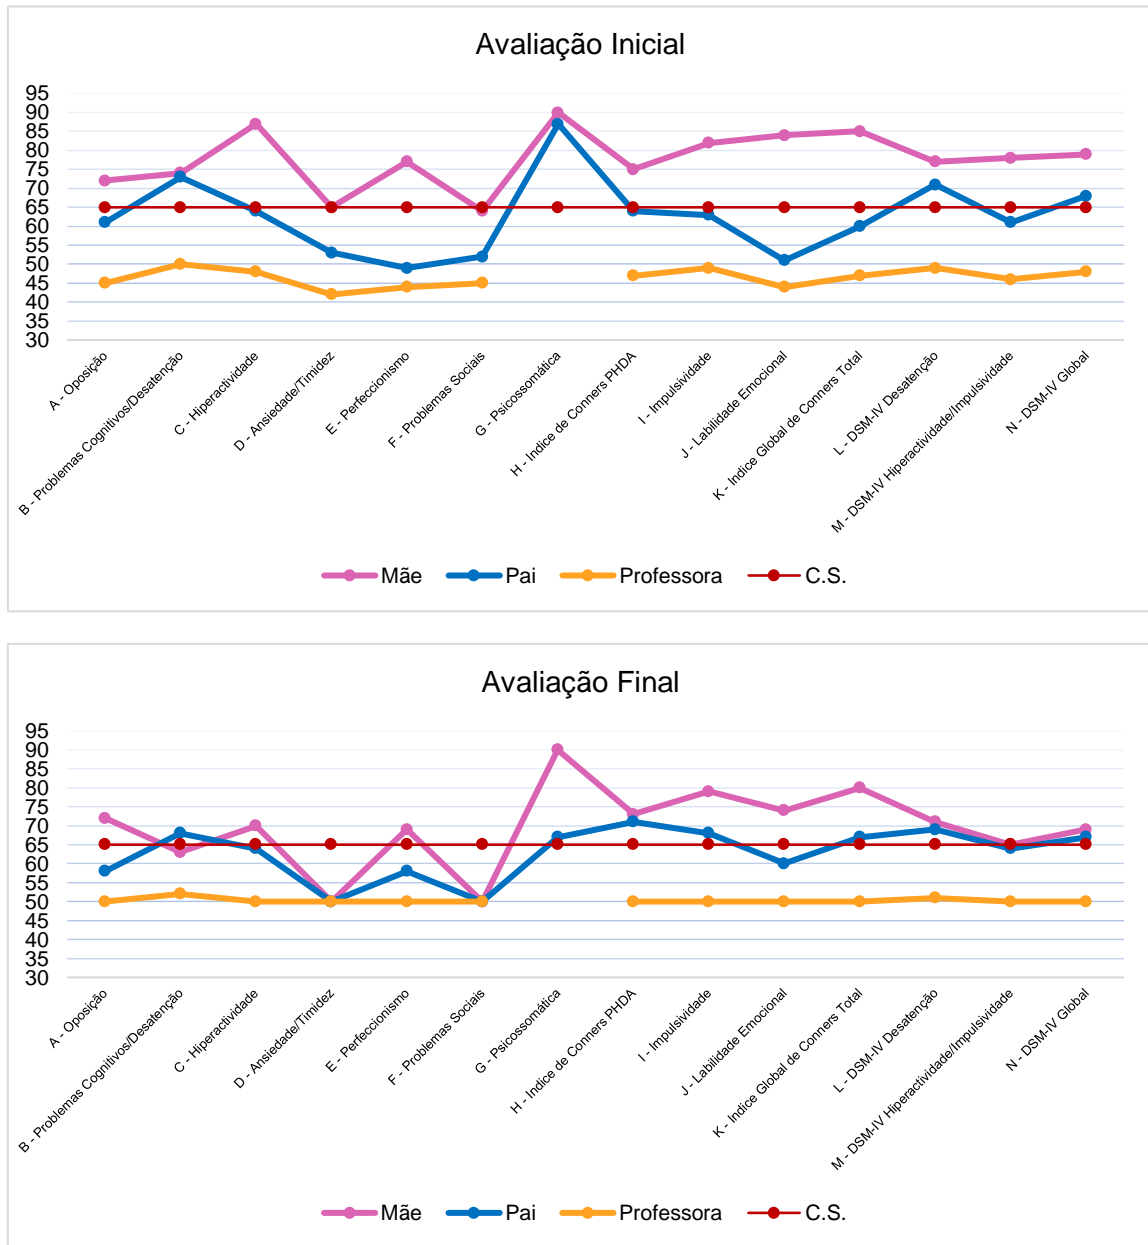 Avaliação Inicial
95
90
85
80
75
70
65
60
55
50
45
40
35
30
A - Oposição
B - Problemas Cognitivos/Desatenção
C - Hiperactividade
D - Ansiedade/Timidez
E - Perfeccionismo
F - Problemas Sociais
G - Psicossomática
H - Indice de Conners PHDA
I - Impulsividade
J - Labilidade Emocional
K - Indice Global de Conners Total
L - DSM-IV Desatenção
M - DSM-IV Hiperactividade/Impulsividade
N - DSM-IV Global
Mãe Pai Professora C.S.
Avaliação Final
95
90
85
80
75
70
65
60
55
50
45
40
35
30
A - Oposição
B - Problemas Cognitivos/Desatenção
C - Hiperactividade
D - Ansiedade/Timidez
E - Perfeccionismo
F - Problemas Sociais
G - Psicossomática
H - Indice de Conners PHDA
I - Impulsividade
J - Labilidade Emocional
K - Indice Global de Conners Total
L - DSM-IV Desatenção
M - DSM-IV Hiperactividade/Impulsividade
N - DSM-IV Global
Mãe Pai Professora C.S.